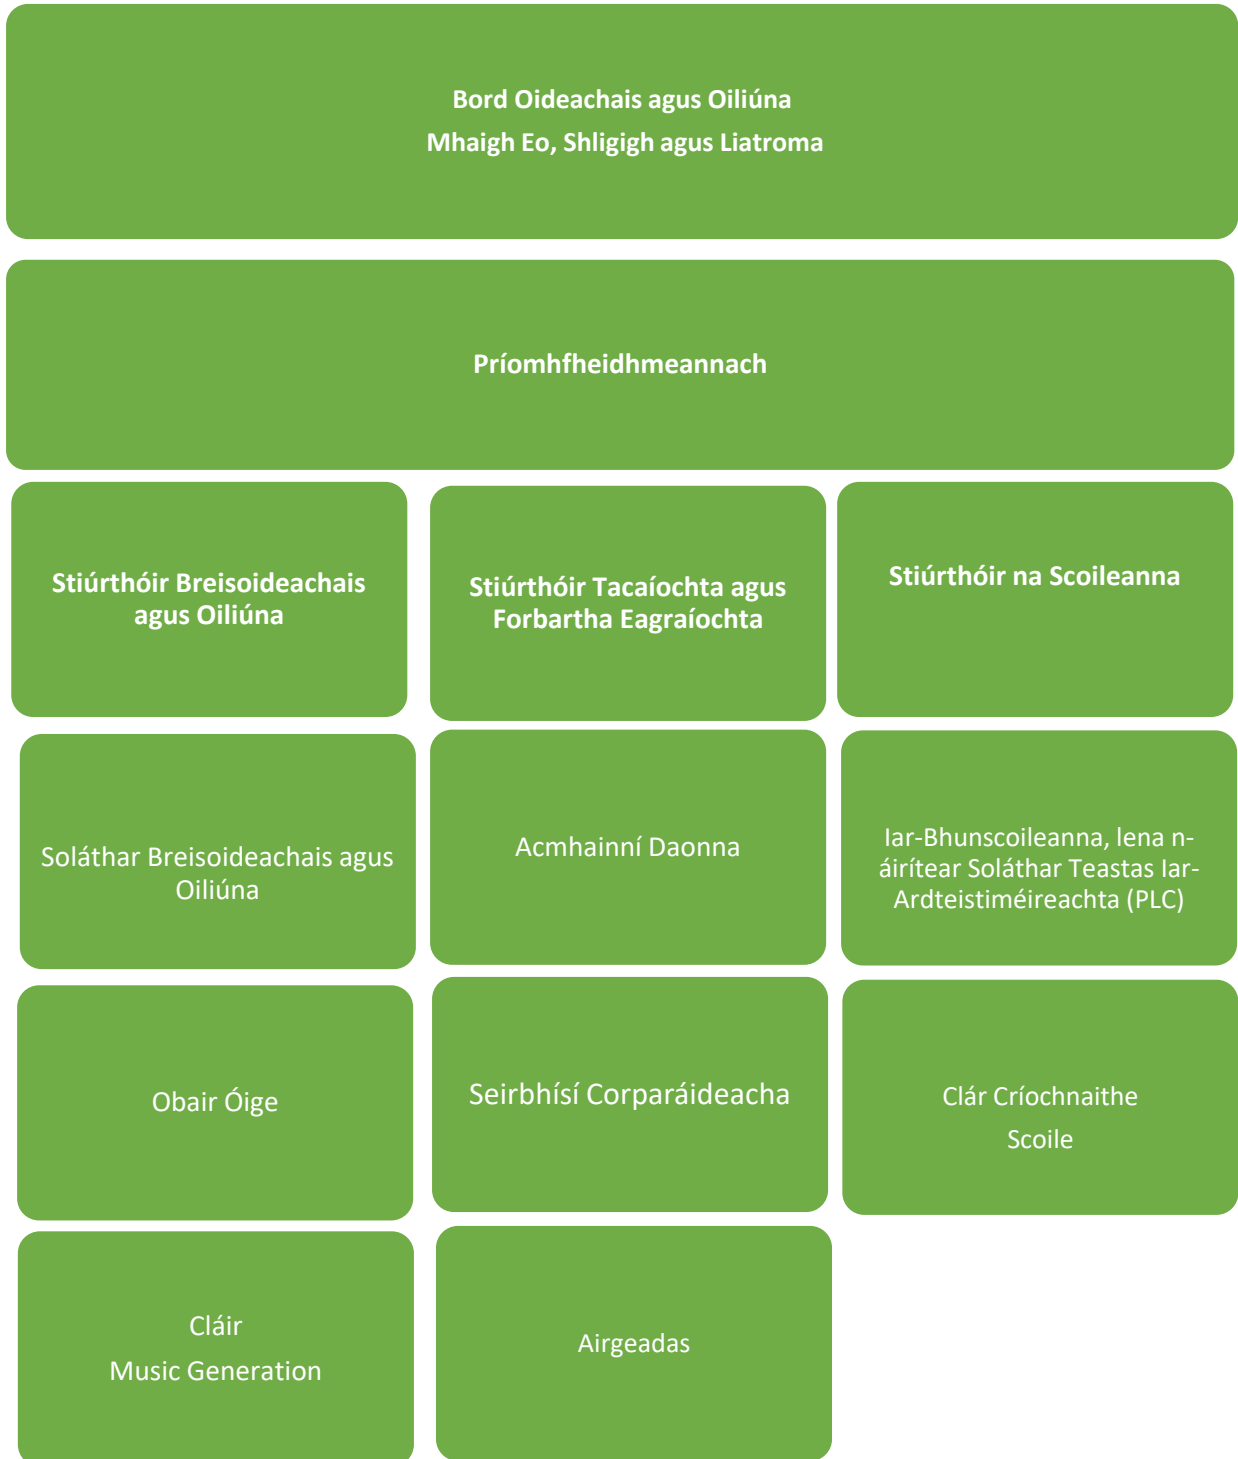 Bord Oideachais agus Oiliúna
Mhaigh Eo, Shligigh agus Liatroma
Príomhfheidhmeannach
Stiúrthóir Breisoideachais
agus Oiliúna
Stiúrthóir Tacaíochta agus
Forbartha Eagraíochta
Stiúrthóir na Scoileanna
Soláthar Breisoideachais agus
Oiliúna
Acmhainní Daonna
Iar-Bhunscoileanna, lena n-
áirítear Soláthar Teastas Iar-
Ardteistiméireachta (PLC)
Obair Óige
Seirbhísí Corparáideacha
Clár Críochnaithe
Scoile
Cláir
Music Generation
Airgeadas